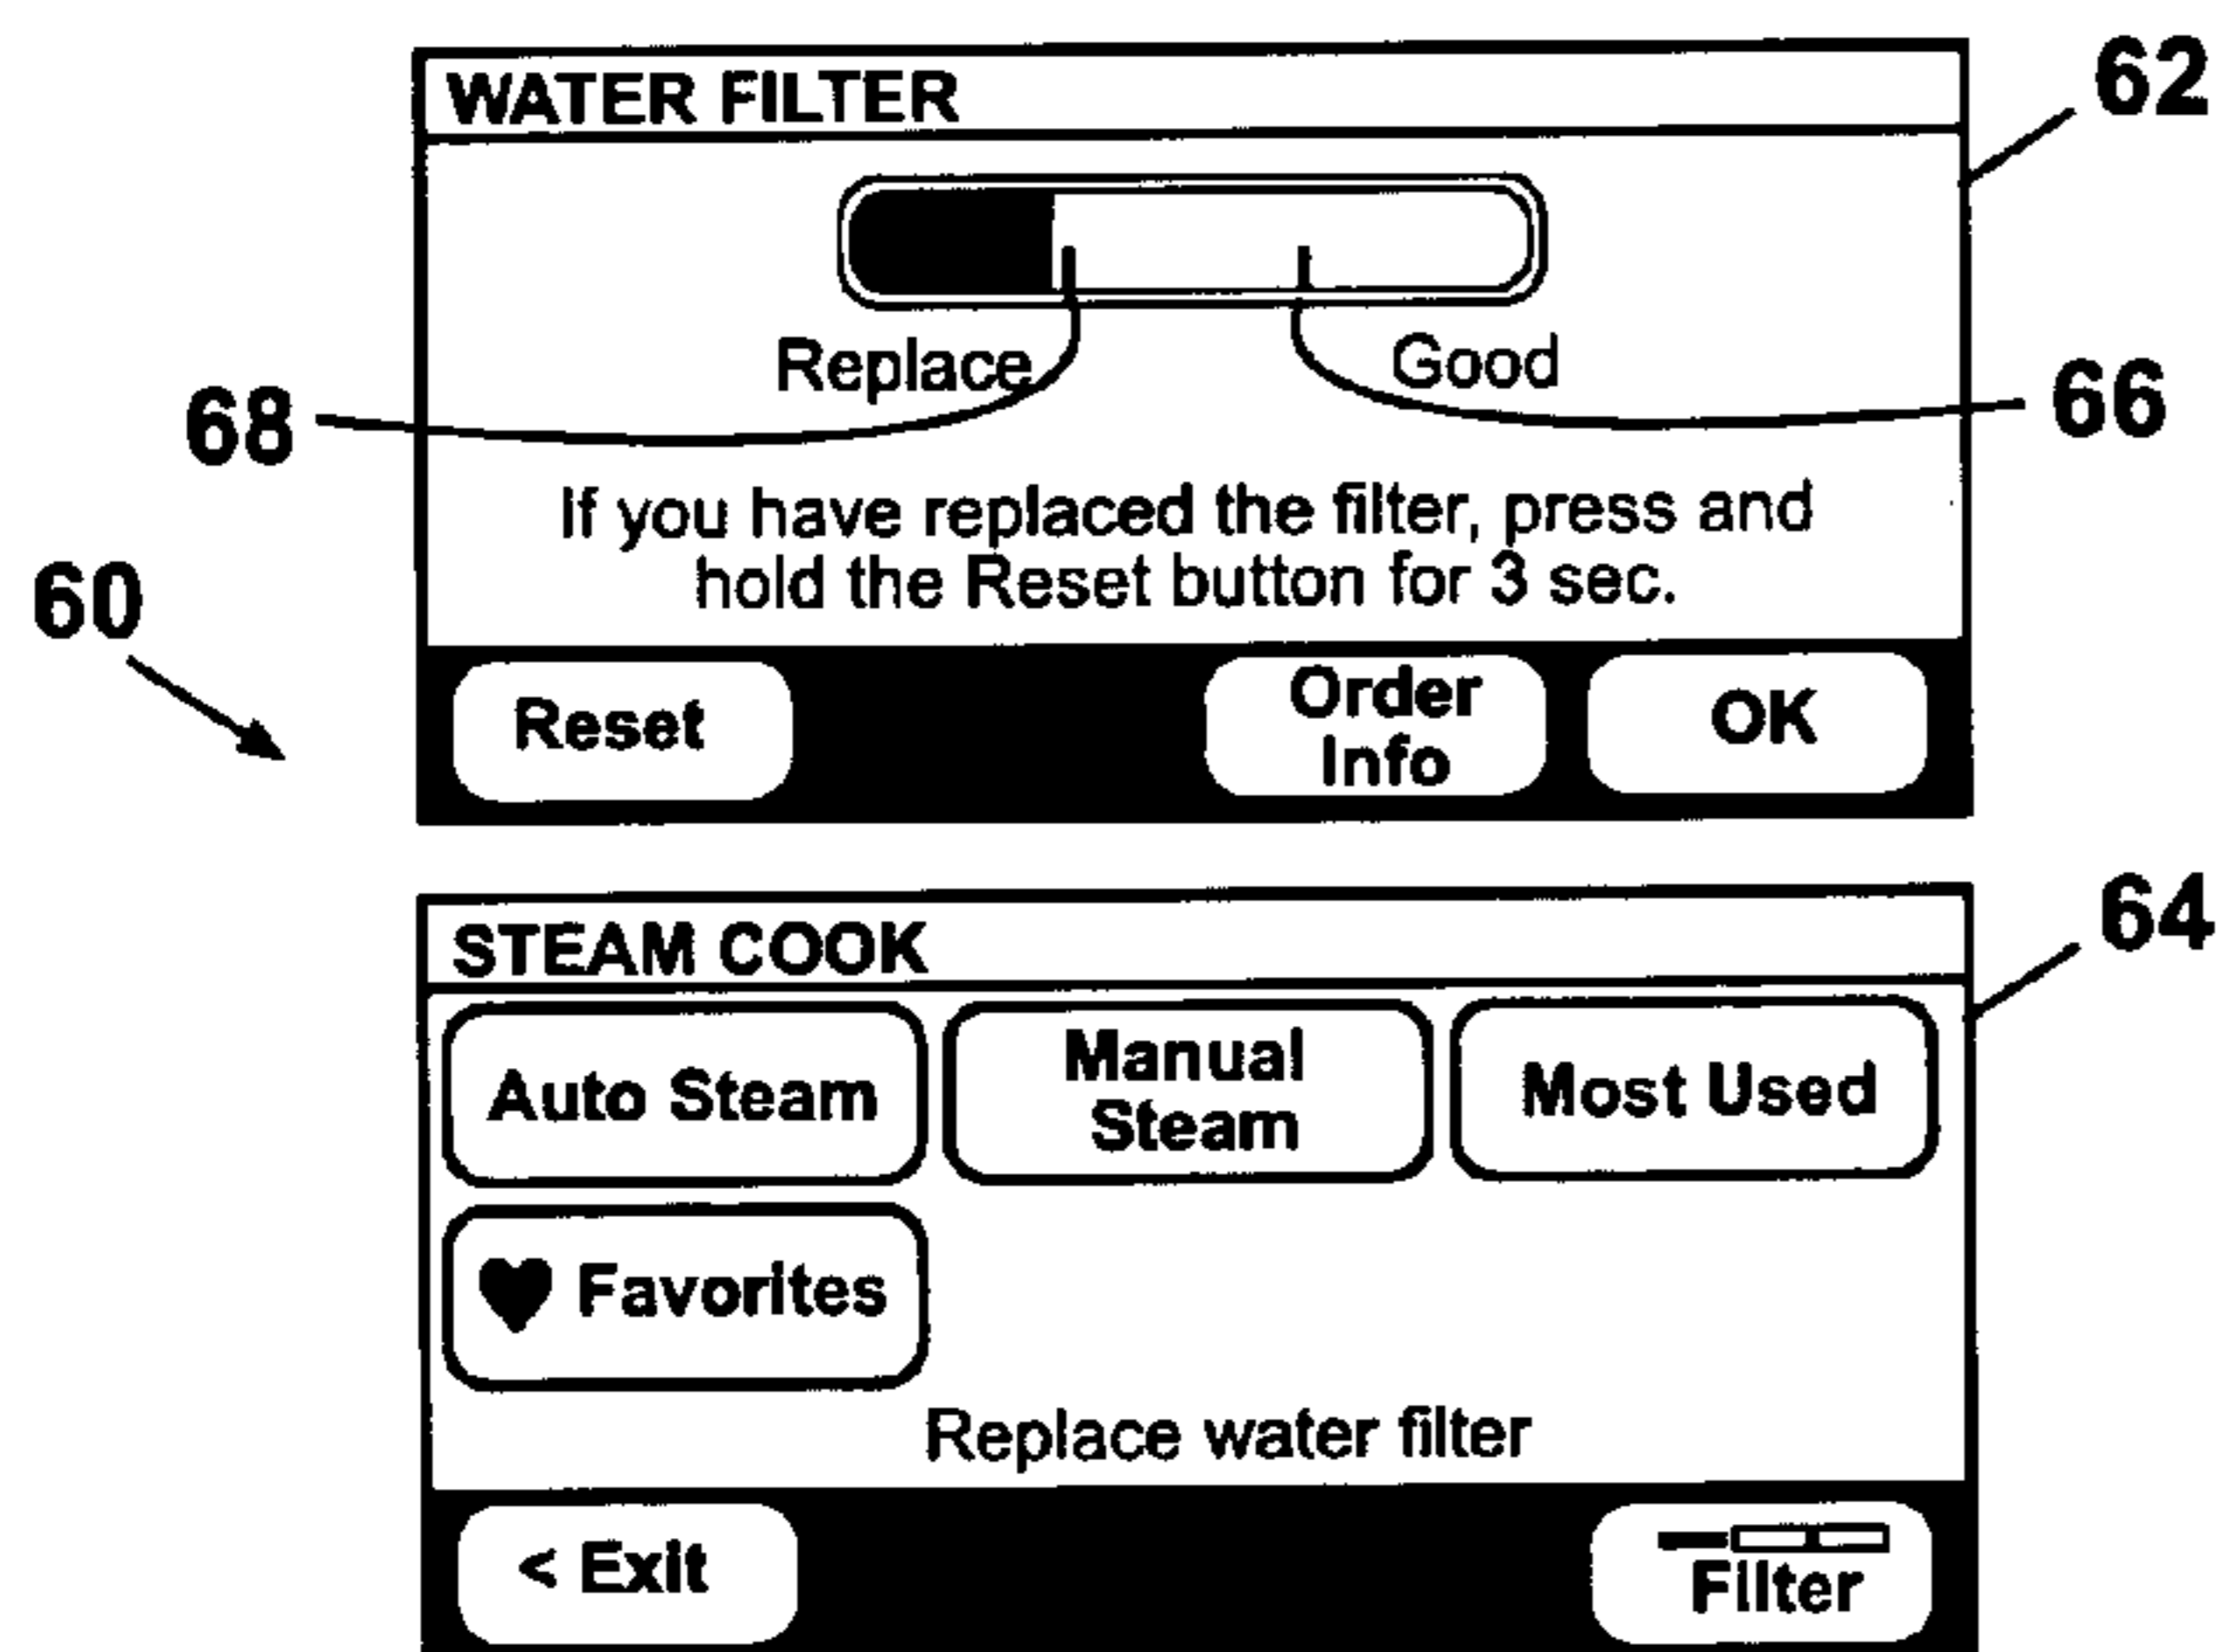 WATER FILTER
62
Replace
Good
68
66
If you have replaced the filter, press and
hold the Reset button for 3 sec.
60
Reset
Order
Info
OK
64
STEAM COOK
Auto Steam
Manual
Steam
Most Used
♥ Favorites
Replace water filter
< Exit
Filter